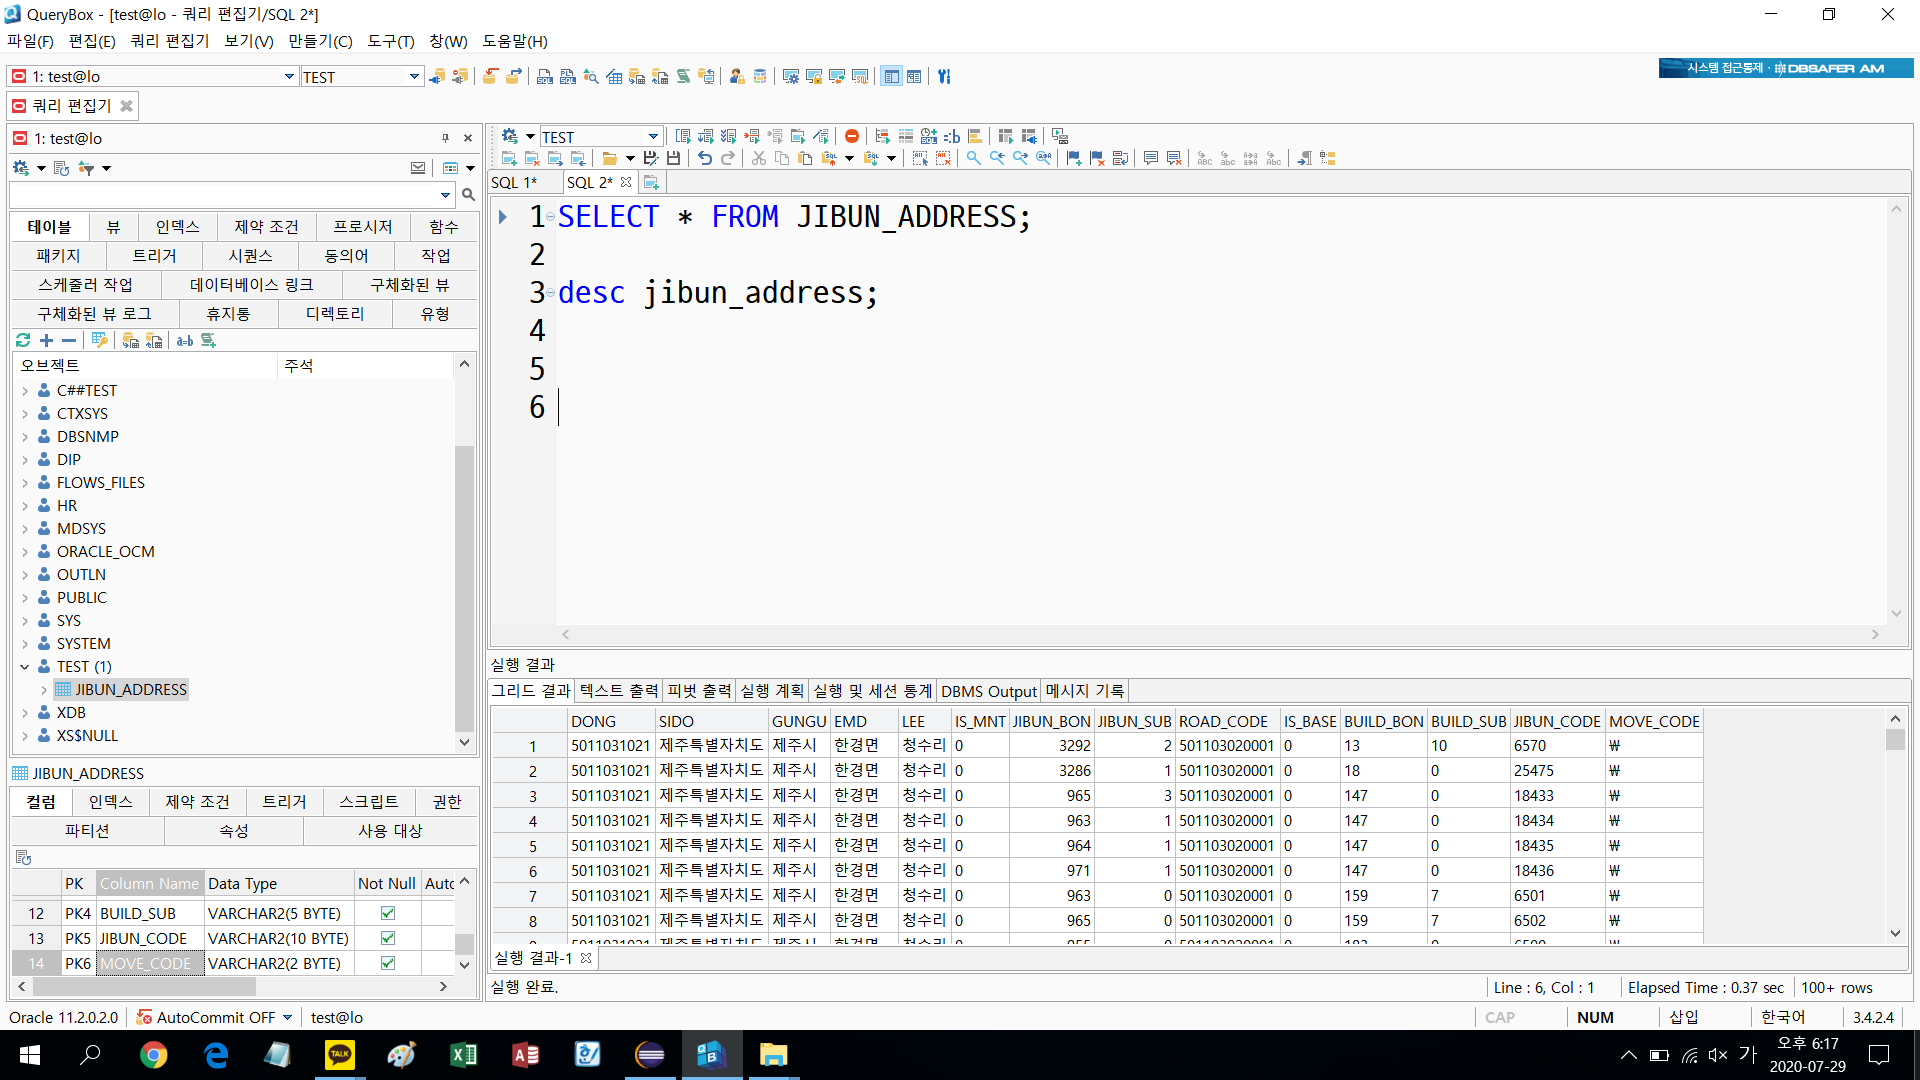 QueryBox - [test@lo - 쿼리 편집기/SQL 2*]
파일(F) 편집(E) 쿼리 편집기 보기(V) 만들기(C) 도구(T) 창(W) 도움말(H)
1: test@lo TEST
시스템 접근통제 · DBSAFER AM
쿼리 편집기
1: test@lo
TEST
SQL 1* SQL 2*
테이블 뷰 인덱스 제약 조건 프로시저 함수
패키지 트리거 시퀀스 동의어 작업
스케줄러 작업 데이터베이스 링크 구체화된 뷰
구체화된 뷰 로그 휴지통 디렉토리 유형
오브젝트 주석
C##TEST
CTXSYS
DBSNMP
DIP
FLOWS_FILES
HR
MDSYS
ORACLE_OCM
OUTLN
PUBLIC
SYS
SYSTEM
TEST (1)
JIBUN_ADDRESS
XDB
XS$NULL
1 SELECT * FROM JIBUN_ADDRESS;
2
3 desc jibun_address;
4
5
6
JIBUN_ADDRESS
컬럼 인덱스 제약 조건 트리거 스크립트 권한
파티션 속성 사용 대상
PK Column Name Data Type Not Null Auto
12 PK4 BUILD_SUB VARCHAR2(5 BYTE)
13 PK5 JIBUN_CODE VARCHAR2(10 BYTE)
14 PK6 MOVE_CODE VARCHAR2(2 BYTE)
실행 결과
그리드 결과 텍스트 출력 피벗 출력 실행 계획 실행 및 세션 통계 DBMS Output 메시지 기록
DONG SIDO GUNGU EMD LEE IS_MNT JIBUN_BON JIBUN_SUB ROAD_CODE IS_BASE BUILD_BON BUILD_SUB JIBUN_CODE MOVE_CODE
1 5011031021 제주특별자치도 제주시 한경면 청수리 0 3292 2 501103020001 0 13 10 6570 ₩
2 5011031021 제주특별자치도 제주시 한경면 청수리 0 3286 1 501103020001 0 18 0 25475 ₩
3 5011031021 제주특별자치도 제주시 한경면 청수리 0 965 3 501103020001 0 147 0 18433 ₩
4 5011031021 제주특별자치도 제주시 한경면 청수리 0 963 1 501103020001 0 147 0 18434 ₩
5 5011031021 제주특별자치도 제주시 한경면 청수리 0 964 1 501103020001 0 147 0 18435 ₩
6 5011031021 제주특별자치도 제주시 한경면 청수리 0 971 1 501103020001 0 147 0 18436 ₩
7 5011031021 제주특별자치도 제주시 한경면 청수리 0 963 0 501103020001 0 159 7 6501 ₩
8 5011031021 제주특별자치도 제주시 한경면 청수리 0 965 0 501103020001 0 159 7 6502 ₩
실행 결과-1
실행 완료. Line : 6, Col : 1 Elapsed Time : 0.37 sec 100+ rows
Oracle 11.2.0.2.0 AutoCommit OFF test@lo CAP NUM 삽입 한국어 3.4.2.4
TALK
가 오후 6:17
2020-07-29